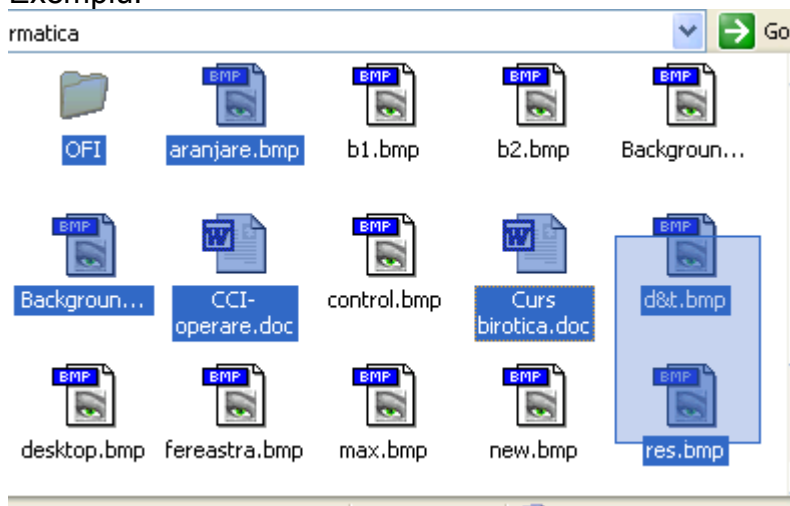 Exemplu:
rmatica
Go
BMP BMP BMP BMP
OFI aranjare.bmp b1.bmp b2.bmp Backgroun...
BMP W BMP W BMP
Backgroun... CCI-
operare.doc control.bmp Curs
birotica.doc d&t.bmp
BMP BMP BMP BMP BMP
desktop.bmp fereastra.bmp max.bmp new.bmp res.bmp